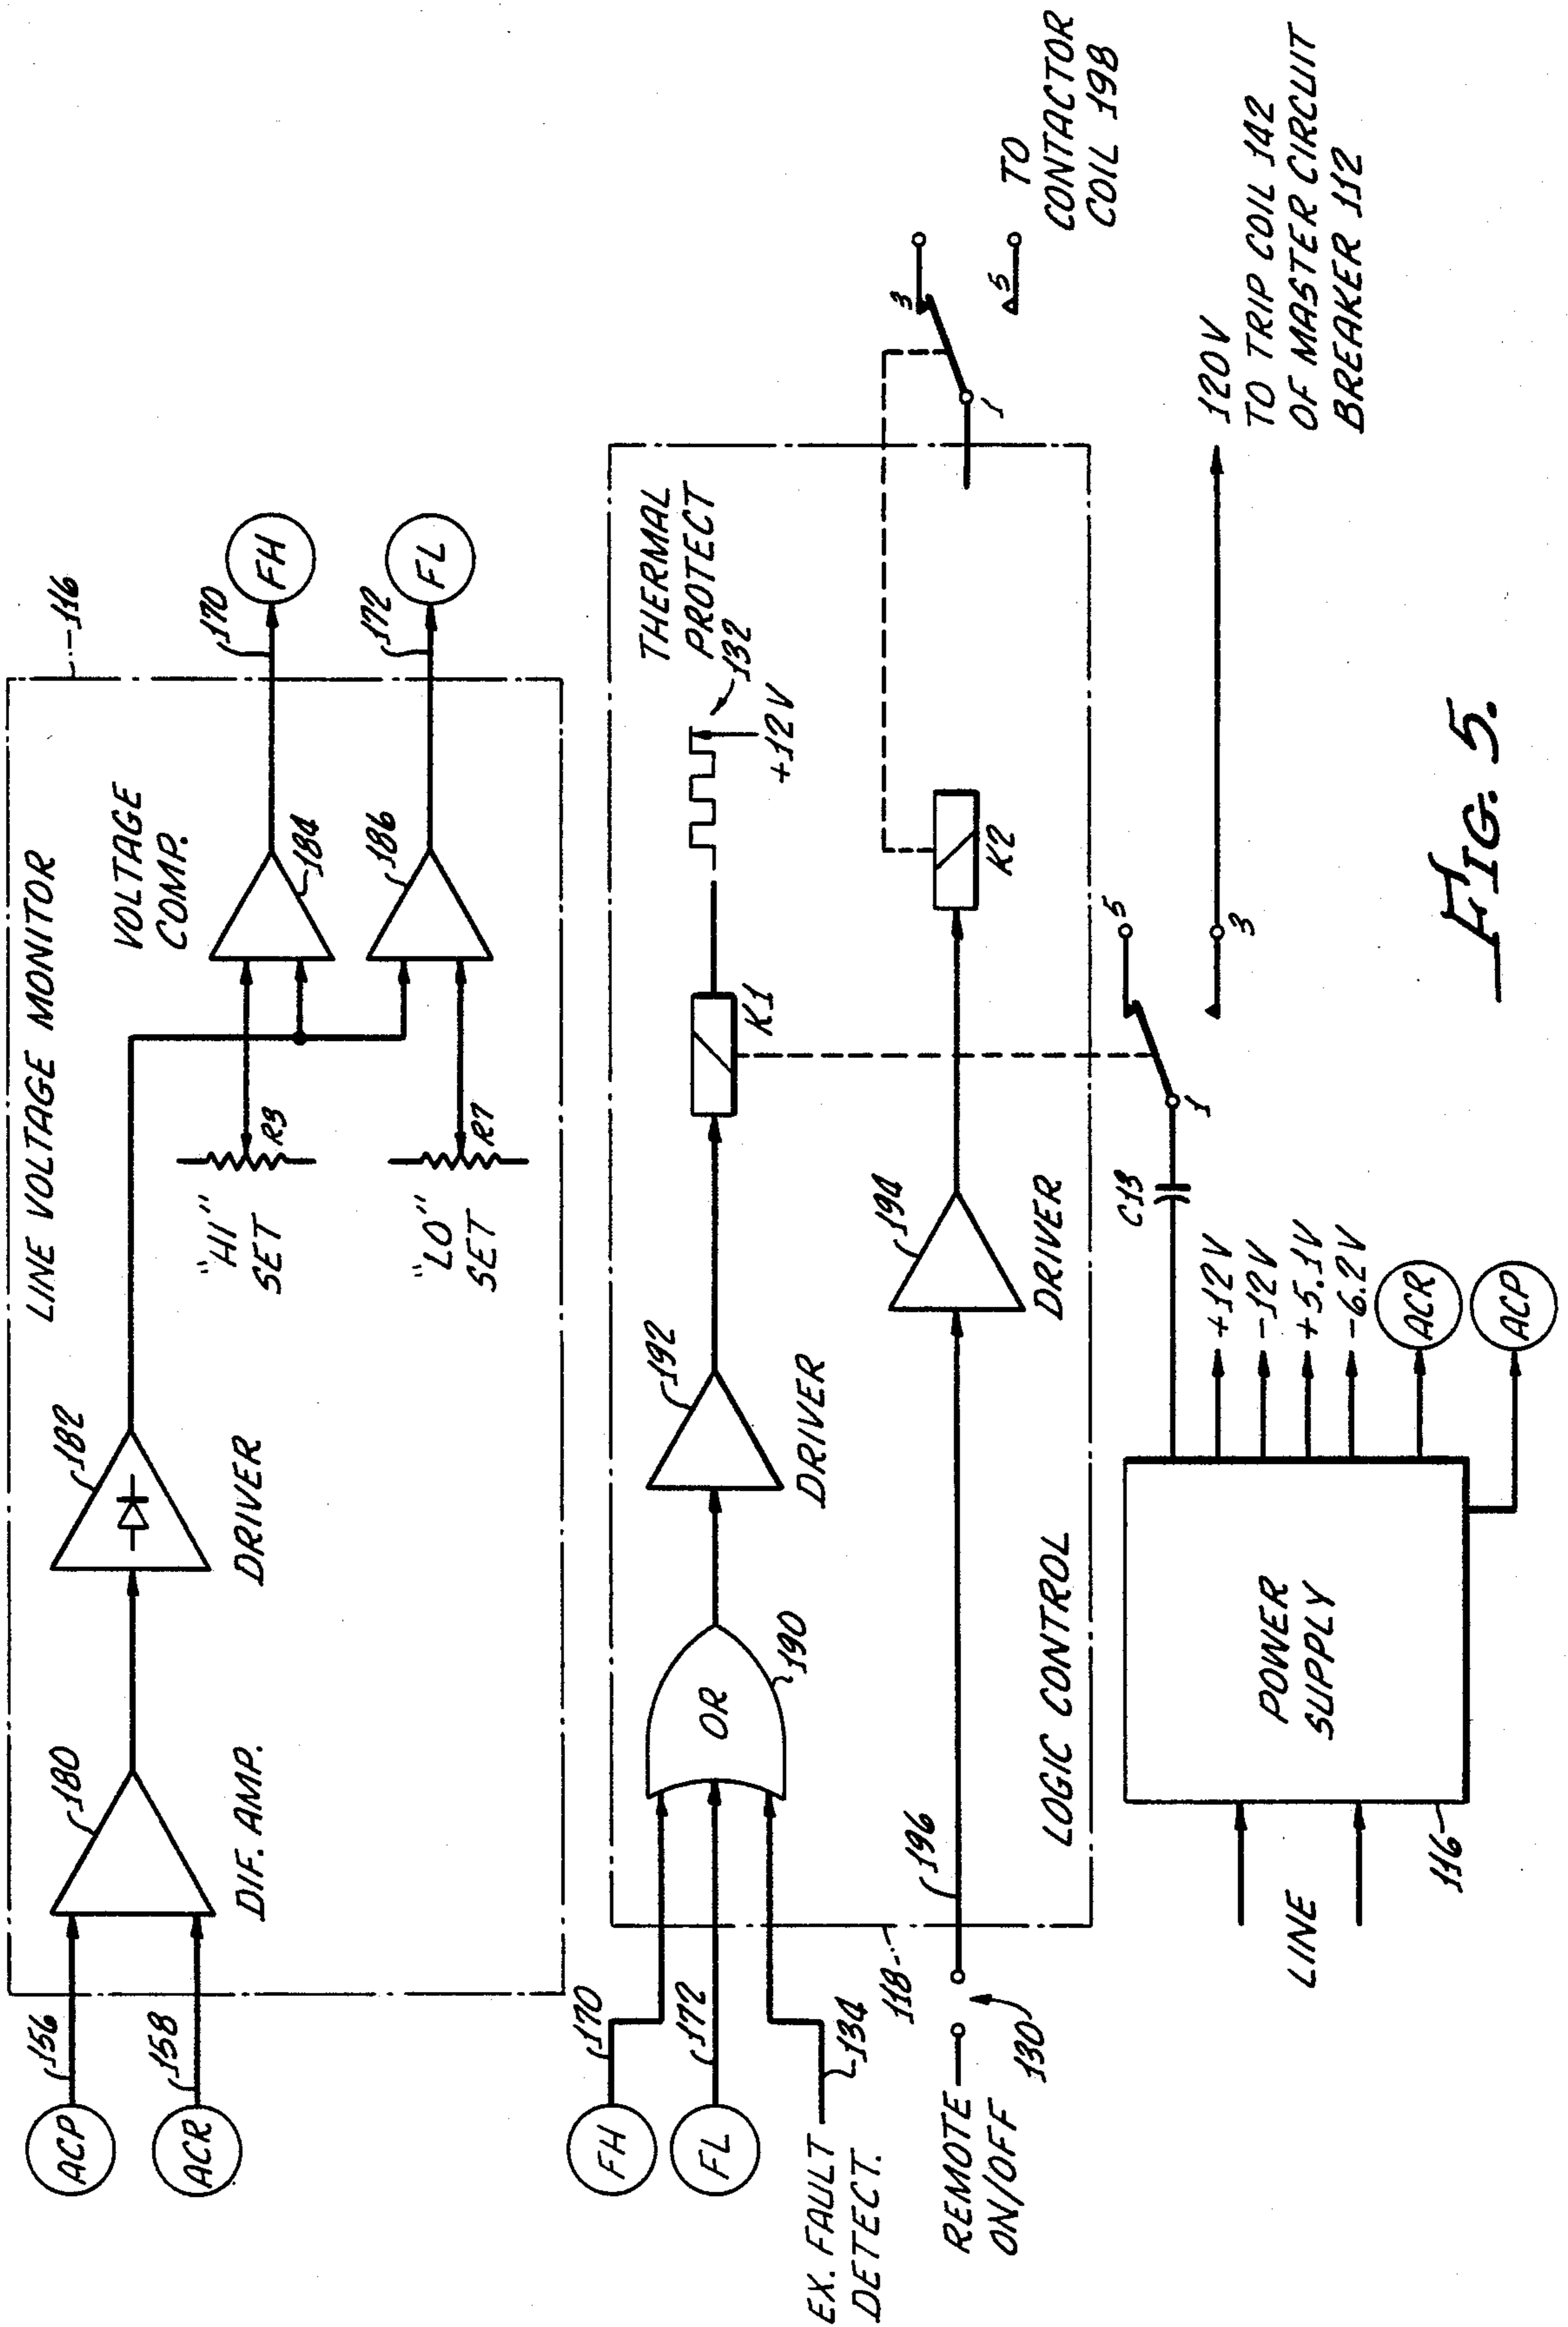 LINE VOLTAGE MONITOR
116
ACP
156
ACR
158
180
DIF. AMP.
182
DRIVER
"HI"
SET
R3
"LO"
SET
R7
VOLTAGE
COMP.
184
186
170
FH
172
FL
FH
170
FL
172
EX. FAULT
DETECT.
134
118
OR
190
192
DRIVER
K1
THERMAL
PROTECT
132
+12V
REMOTE
ON/OFF
130
196
194
DRIVER
K2
LOGIC CONTROL
1
3
5
TO
CONTACTOR
COIL 198
LINE
116
POWER
SUPPLY
C13
1
5
3
+12V
-12V
+5.1V
-6.2V
ACR
ACP
120V
TO TRIP COIL 142
OF MASTER CIRCUIT
BREAKER 112
FIG. 5.